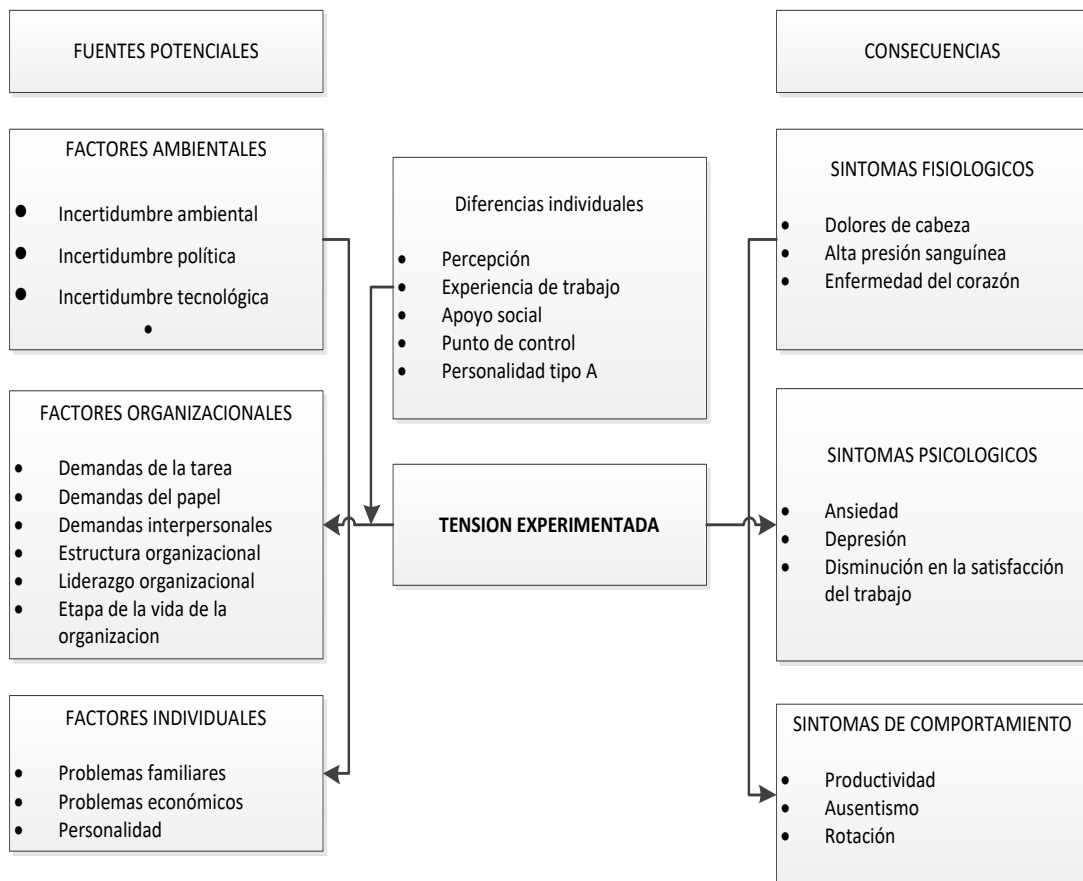 FUENTES POTENCIALES
FACTORES AMBIENTALES
• Incertidumbre ambiental
• Incertidumbre política
• Incertidumbre tecnológica
•
FACTORES ORGANIZACIONALES
• Demandas de la tarea
• Demandas del papel
• Demandas interpersonales
• Estructura organizacional
• Liderazgo organizacional
• Etapa de la vida de la
organizacion
FACTORES INDIVIDUALES
• Problemas familiares
• Problemas económicos
• Personalidad
Diferencias individuales
• Percepción
• Experiencia de trabajo
• Apoyo social
• Punto de control
• Personalidad tipo A
TENSION EXPERIMENTADA
CONSECUENCIAS
SINTOMAS FISIOLOGICOS
• Dolores de cabeza
• Alta presión sanguínea
• Enfermedad del corazón
SINTOMAS PSICOLOGICOS
• Ansiedad
• Depresión
• Disminución en la satisfacción
del trabajo
SINTOMAS DE COMPORTAMIENTO
• Productividad
• Ausentismo
• Rotación